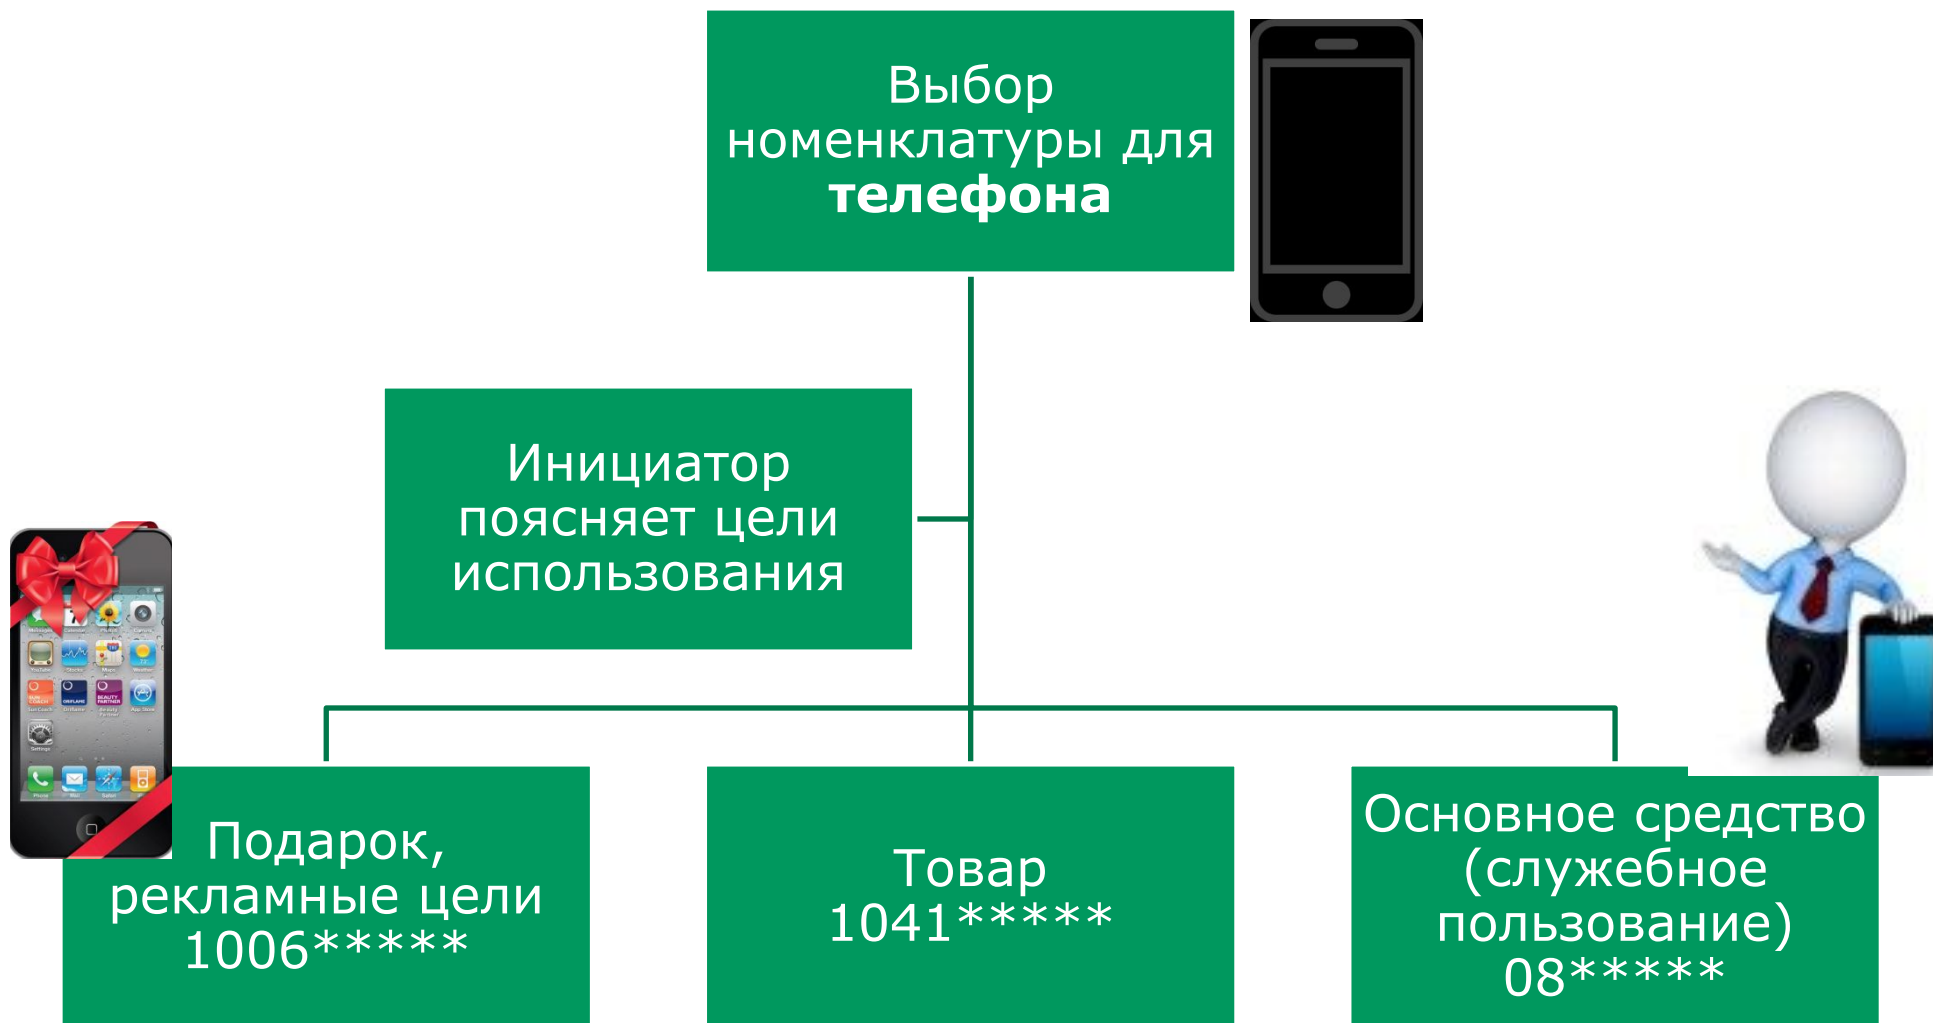 Выбор
номенклатуры для
телефона
Инициатор
поясняет цели
использования
Подарок,
рекламные цели
1006*****
Товар
1041*****
Основное средство
(служебное
пользование)
08*****